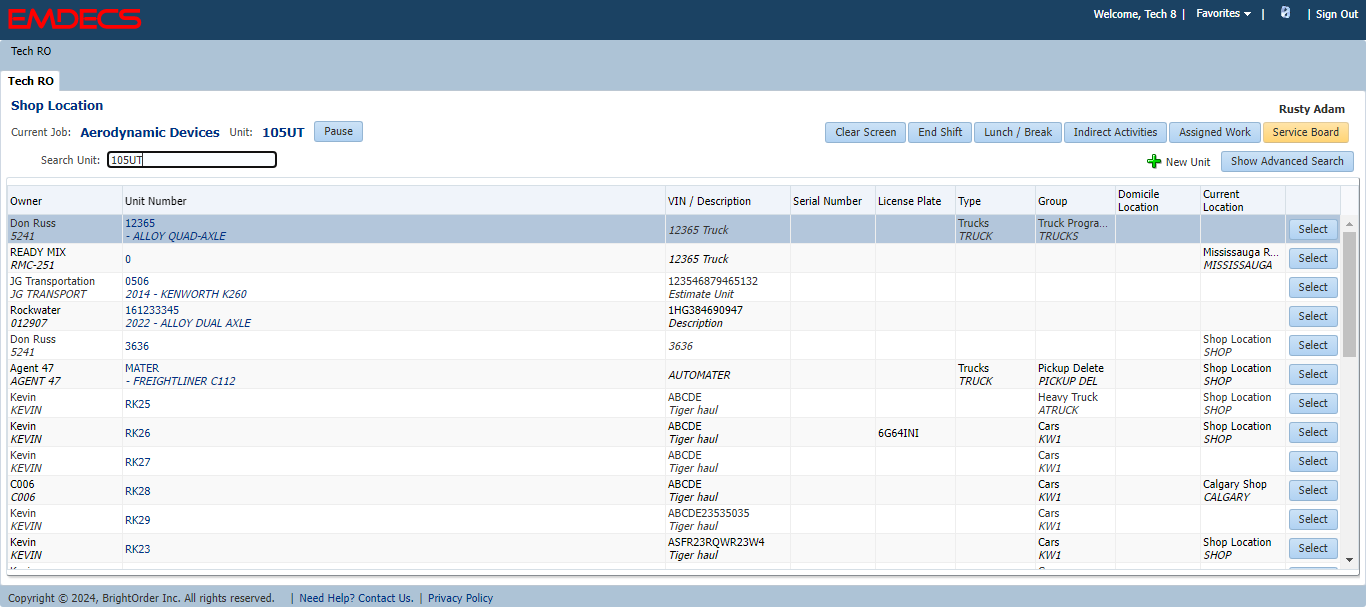 EMDECS
Welcome, Tech 8 | Favorites | | Sign Out
Tech RO
Tech RO
Shop Location
Rusty Adam
Current Job: Aerodynamic Devices Unit: 105UT Pause
Clear Screen End Shift Lunch / Break Indirect Activities Assigned Work Service Board
Search Unit: 105UT
New Unit Show Advanced Search
Owner Unit Number VIN / Description Serial Number License Plate Type Group Domicile Location Current Location
Don Russ 12365 Trucks Truck Progra...
5241 - ALLOY QUAD-AXLE 12365 Truck TRUCK TRUCKS Select
READY MIX 0 Mississauga R...
RMC-251 12365 Truck MISSISSAUGA Select
JG Transportation 0506 123546879465132
JG TRANSPORT 2014 - KENWORTH K260 Estimate Unit Select
Rockwater 161233345 1HG384690947
012907 2022 - ALLOY DUAL AXLE Description Select
Don Russ 3636 Shop Location
5241 3636 SHOP Select
Agent 47 MATER Trucks Pickup Delete Shop Location
AGENT 47 - FREIGHTLINER C112 AUTOMATER TRUCK PICKUP DEL SHOP Select
Kevin RK25 ABCDE Heavy Truck Shop Location
KEVIN Tiger haul ATRUCK SHOP Select
Kevin RK26 ABCDE 6G64INI Cars Shop Location
KEVIN Tiger haul KW1 SHOP Select
Kevin RK27 ABCDE Cars
KEVIN Tiger haul KW1 Select
C006 RK28 ABCDE Cars Calgary Shop
C006 Tiger haul KW1 CALGARY Select
Kevin RK29 ABCDE23535035 Cars
KEVIN Tiger haul KW1 Select
Kevin RK23 ASFR23RQWR23W4 Cars Shop Location
KEVIN Tiger haul KW1 SHOP Select
Copyright © 2024, BrightOrder Inc. All rights reserved. | Need Help? Contact Us. | Privacy Policy